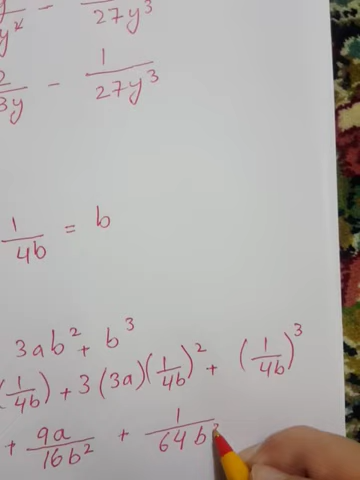 - 1/27y³
2/3y - 1/27y³
1/4b = b
3ab² + b³
(1/4b) + 3(3a)(1/4b)² + (1/4b)³
+ 9a/16b² + 1/64b³